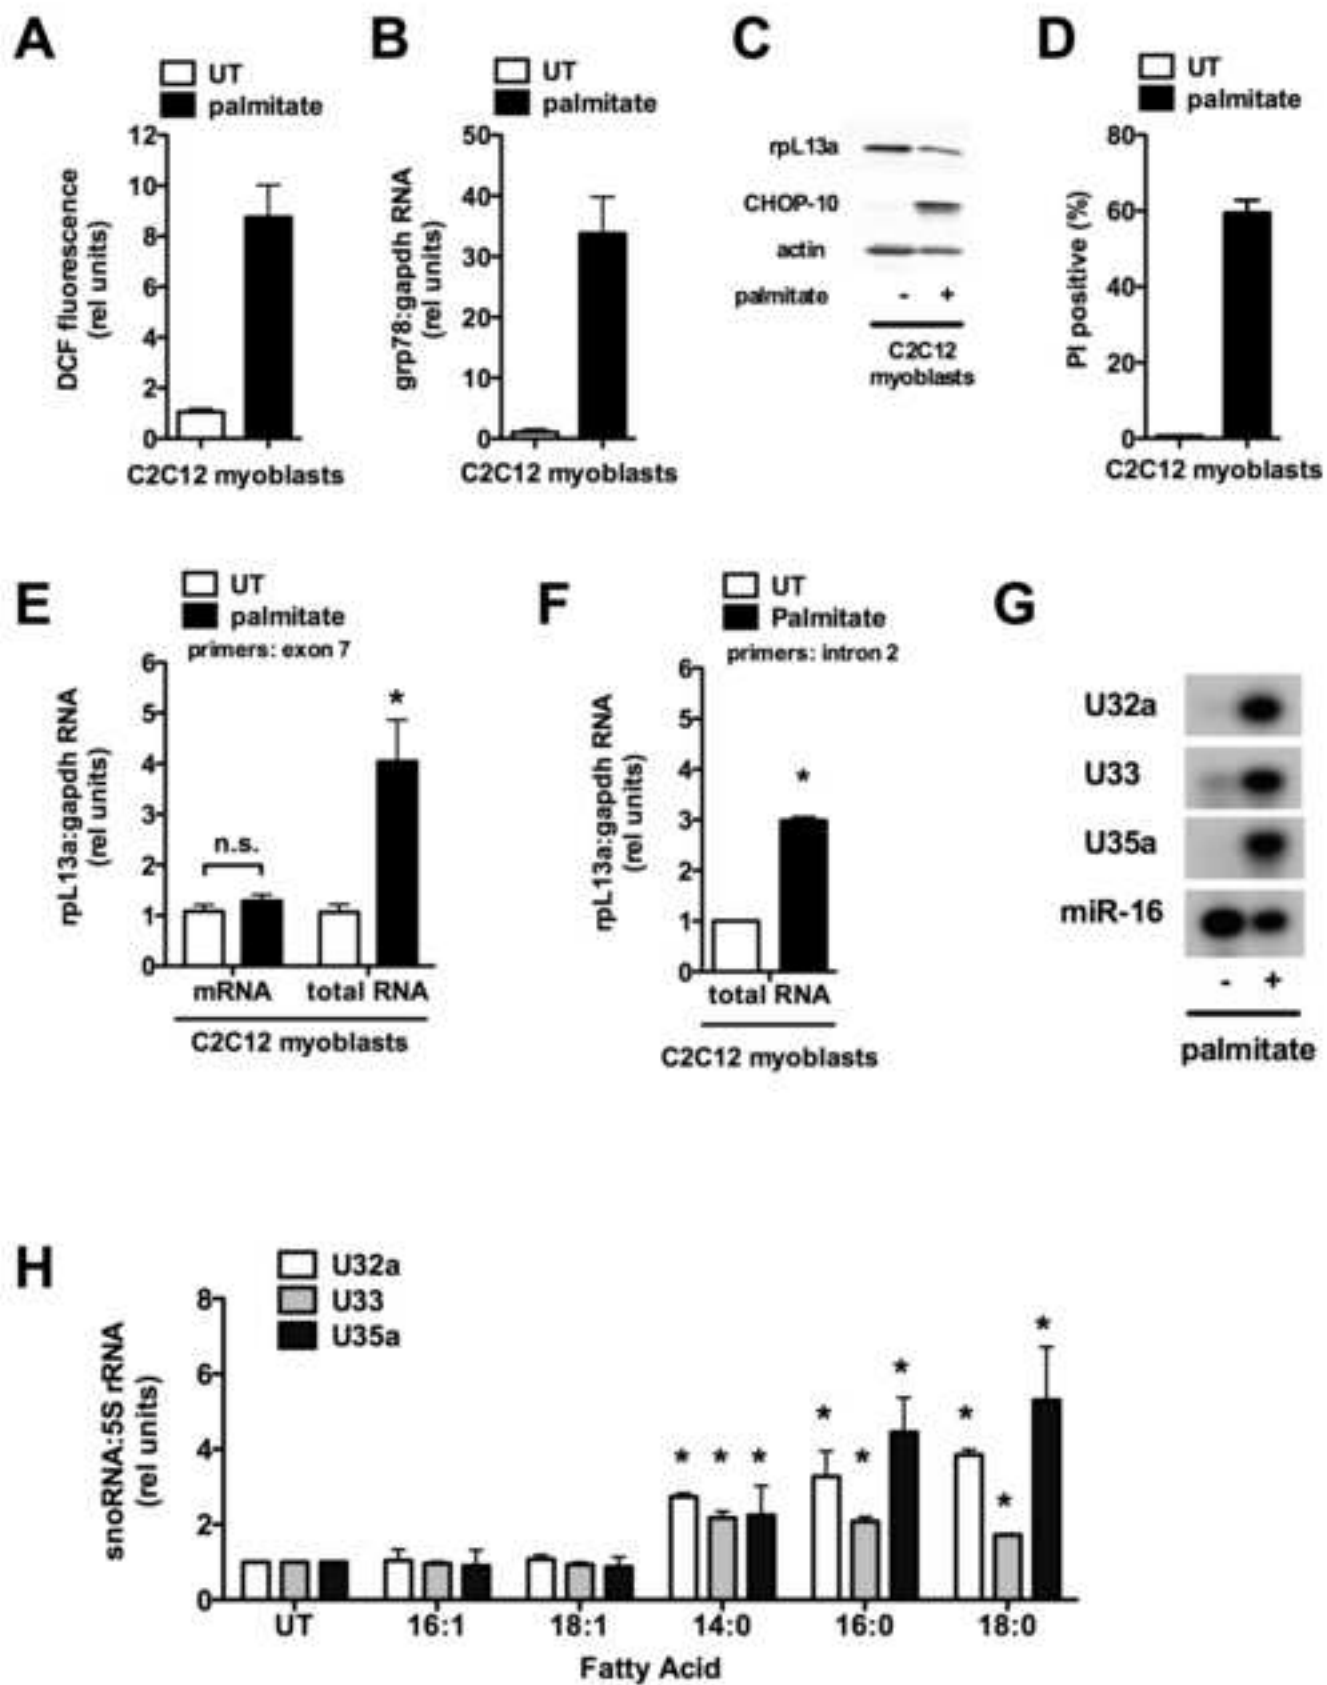 A
UT
palmitate
12
10
8
6
4
2
0
DCF fluorescence
(rel units)
C2C12 myoblasts
B
UT
palmitate
50
40
30
20
10
0
grp78:gapdh RNA
(rel units)
C2C12 myoblasts
C
rpL13a
CHOP-10
actin
palmitate - +
C2C12
myoblasts
D
UT
palmitate
80
60
40
20
0
PI positive (%)
C2C12 myoblasts
E
UT
palmitate
primers: exon 7
6
5
4
3
2
1
0
rpL13a:gapdh RNA
(rel units)
n.s.
*
mRNA total RNA
C2C12 myoblasts
F
UT
Palmitate
primers: intron 2
6
5
4
3
2
1
0
rpL13a:gapdh RNA
(rel units)
*
total RNA
C2C12 myoblasts
G
U32a
U33
U35a
miR-16
- +
palmitate
H
U32a
U33
U35a
8
6
4
2
0
snoRNA:5S rRNA
(rel units)
* * * * * * * * *
UT 16:1 18:1 14:0 16:0 18:0
Fatty Acid